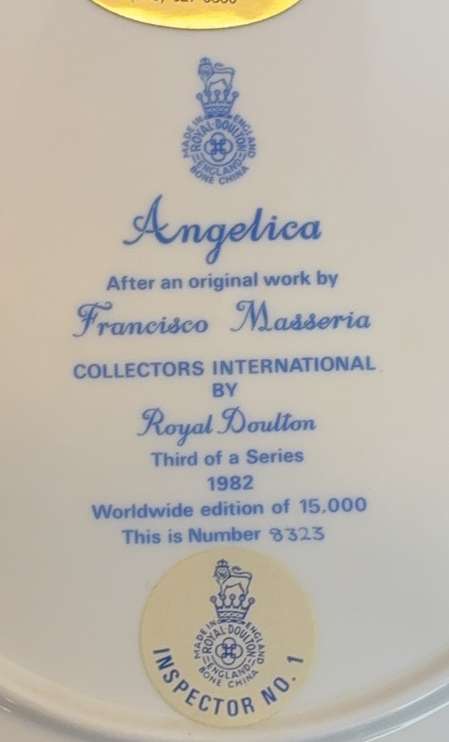 MADE IN ENGLAND
ROYAL DOULTON
ENGLAND
BONE CHINA
Angelica
After an original work by
Francisco Masseria
COLLECTORS INTERNATIONAL
BY
Royal Doulton
Third of a Series
1982
Worldwide edition of 15,000
This is Number 8323
MADE IN ENGLAND
ROYAL DOULTON
ENGLAND
BONE CHINA
INSPECTOR NO. 1